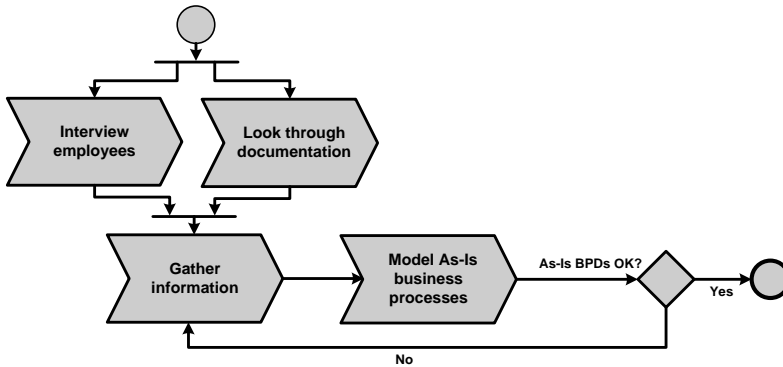 Interview
employees
Look through
documentation
Gather
information
Model As-Is
business
processes
As-Is BPDs OK?
Yes
No